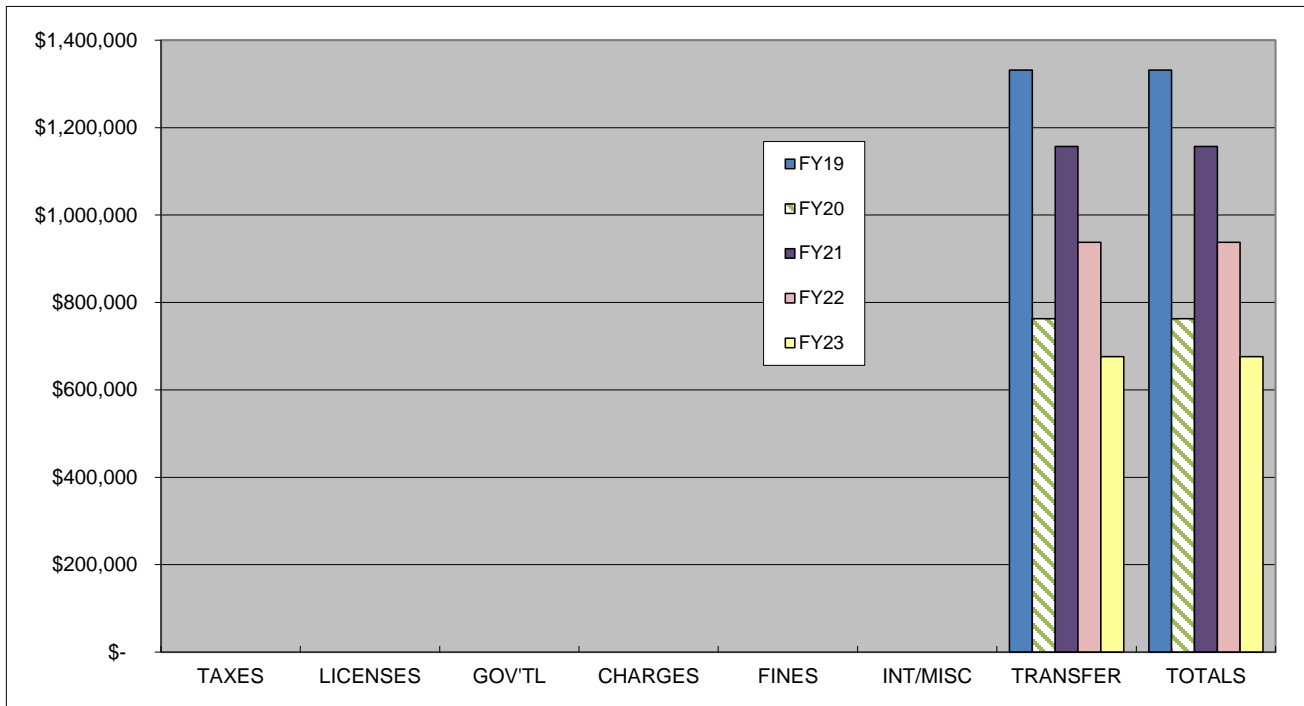 $1,400,000
$1,200,000
$1,000,000
$800,000
$600,000
$400,000
$200,000
$-
FY19
FY20
FY21
FY22
FY23
TAXES LICENSES GOV'TL CHARGES FINES INT/MISC TRANSFER TOTALS